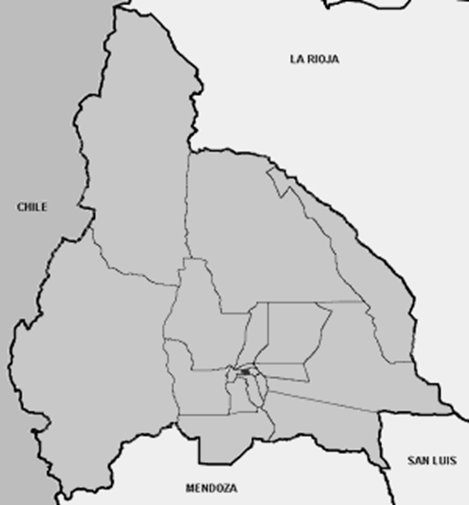 LA RIOJA
CHILE
SAN LUIS
MENDOZA